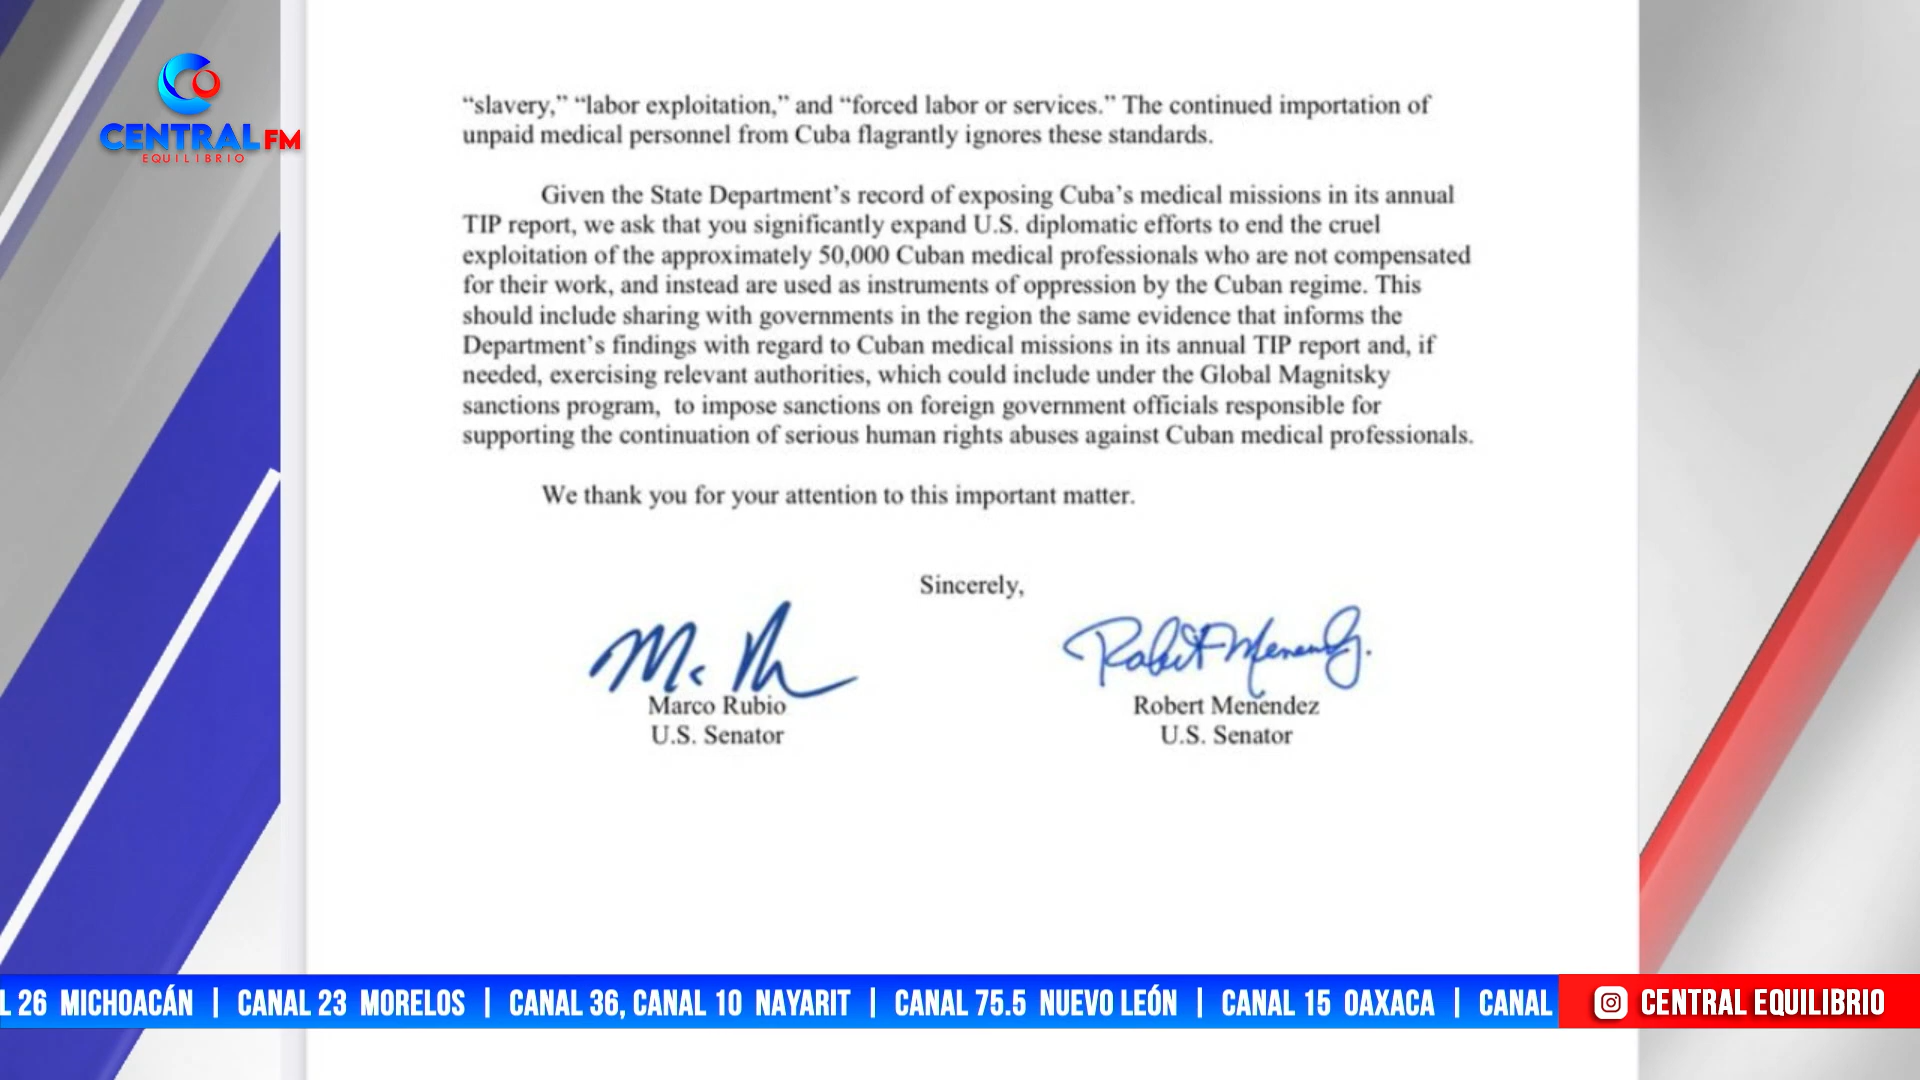 CENTRAL FM
EQUILIBRIO
“slavery,” “labor exploitation,” and “forced labor or services.” The continued importation of
unpaid medical personnel from Cuba flagrantly ignores these standards.
Given the State Department’s record of exposing Cuba’s medical missions in its annual
TIP report, we ask that you significantly expand U.S. diplomatic efforts to end the cruel
exploitation of the approximately 50,000 Cuban medical professionals who are not compensated
for their work, and instead are used as instruments of oppression by the Cuban regime. This
should include sharing with governments in the region the same evidence that informs the
Department’s findings with regard to Cuban medical missions in its annual TIP report and, if
needed, exercising relevant authorities, which could include under the Global Magnitsky
sanctions program, to impose sanctions on foreign government officials responsible for
supporting the continuation of serious human rights abuses against Cuban medical professionals.
We thank you for your attention to this important matter.
Sincerely,
Robert Menendez.
Marco Rubio
U.S. Senator
Robert Menendez
U.S. Senator
L 26 MICHOACÁN | CANAL 23 MORELOS | CANAL 36, CANAL 10 NAYARIT | CANAL 75.5 NUEVO LEÓN | CANAL 15 OAXACA | CANAL
CENTRAL EQUILIBRIO